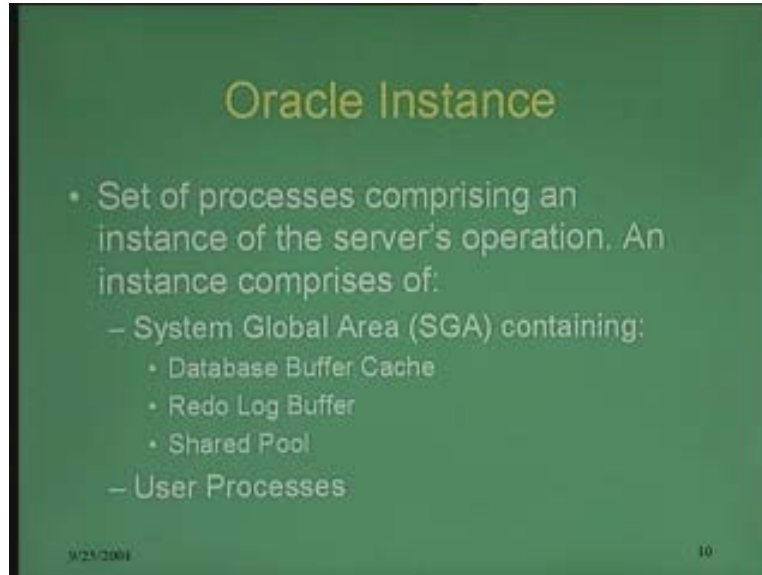 Oracle Instance
• Set of processes comprising an
instance of the server's operation. An
instance comprises of:
– System Global Area (SGA) containing:
• Database Buffer Cache
• Redo Log Buffer
• Shared Pool
– User Processes
10